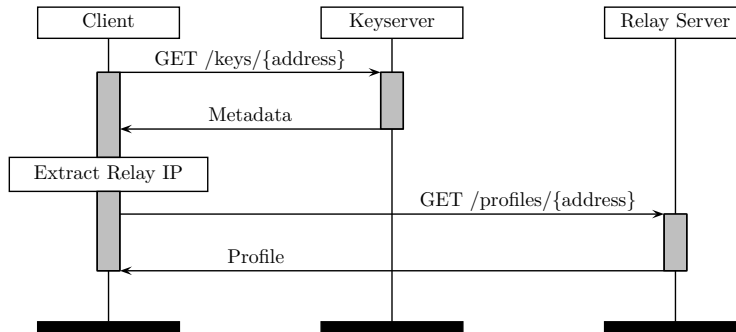 Client
Keyserver
Relay Server
GET /keys/{address}
Metadata
Extract Relay IP
GET /profiles/{address}
Profile